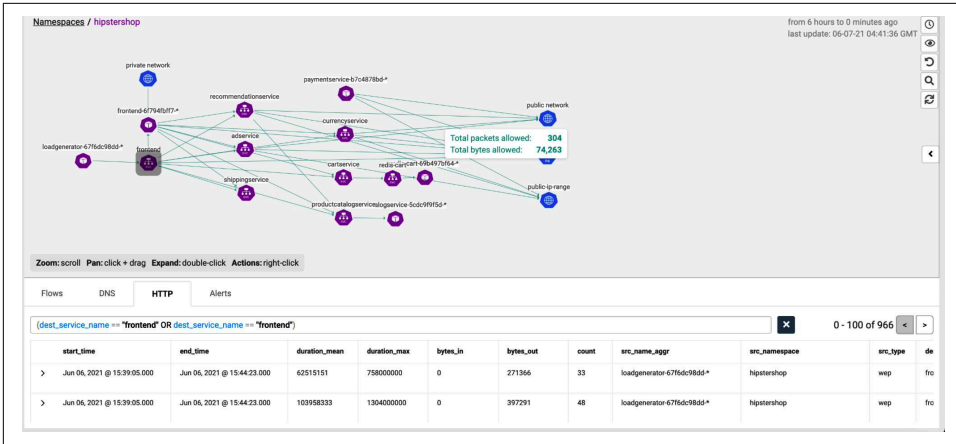 Namespaces / hipstershop
from 6 hours to 0 minutes ago
last update: 06-07-21 04:41:36 GMT
private network
paymentservice-b7c4878bd-*
recommendationservice
public network
frontend-6f794fbff7-*
currencyservice
adservice
Total packets allowed: 304
Total bytes allowed: 74,263
loadgenerator-67f6dc98dd-*
frontend
cartservice
redis-cart
cart-69b497bf64-*
shippingservice
public-ip-range
productcatalogservice
alogservice-5cdc9f9f5d-*
Zoom: scroll Pan: click + drag Expand: double-click Actions: right-click
Flows DNS HTTP Alerts
(dest_service_name == "frontend" OR dest_service_name == "frontend")
0 - 100 of 966 < >
start_time end_time duration_mean duration_max bytes_in bytes_out count src_name_aggr src_namespace src_type de
> Jun 06, 2021 @ 15:39:05.000 Jun 06, 2021 @ 15:44:23.000 62515151 758000000 0 271366 33 loadgenerator-67f6dc98dd-* hipstershop wep fro
> Jun 06, 2021 @ 15:39:05.000 Jun 06, 2021 @ 15:44:23.000 103958333 1304000000 0 397291 48 loadgenerator-67f6dc98dd-* hipstershop wep fro